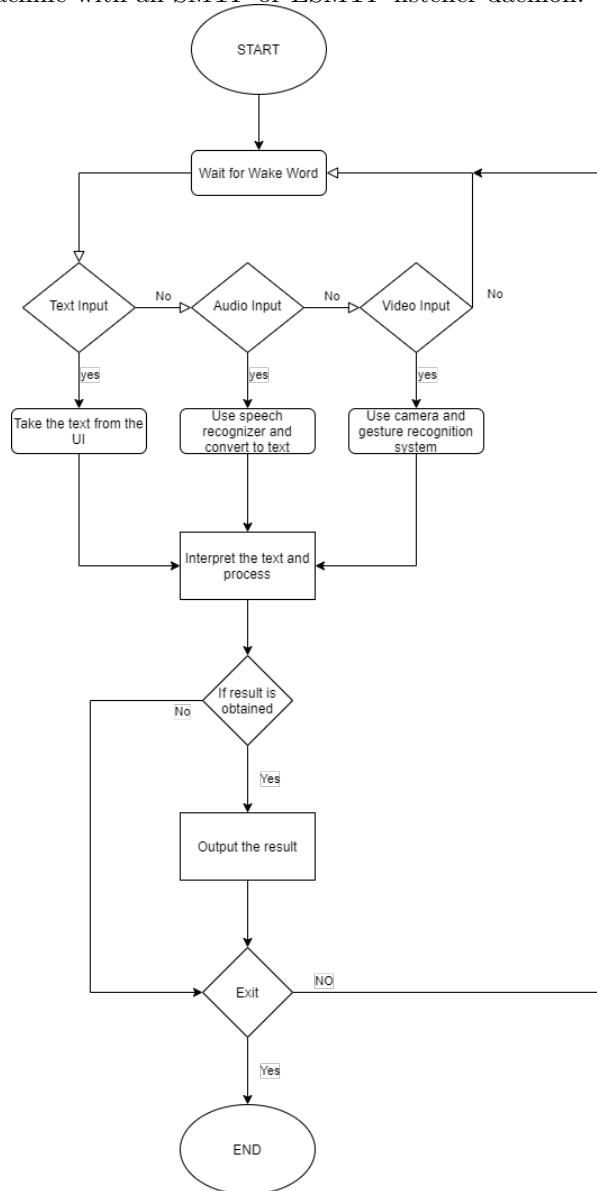 START
Wait for Wake Word
Text Input
No
Audio Input
No
Video Input
No
yes
yes
yes
Take the text from the
UI
Use speech
recognizer and
convert to text
Use camera and
gesture recognition
system
Interpret the text and
process
If result is
obtained
No
Yes
Output the result
Exit
NO
Yes
END